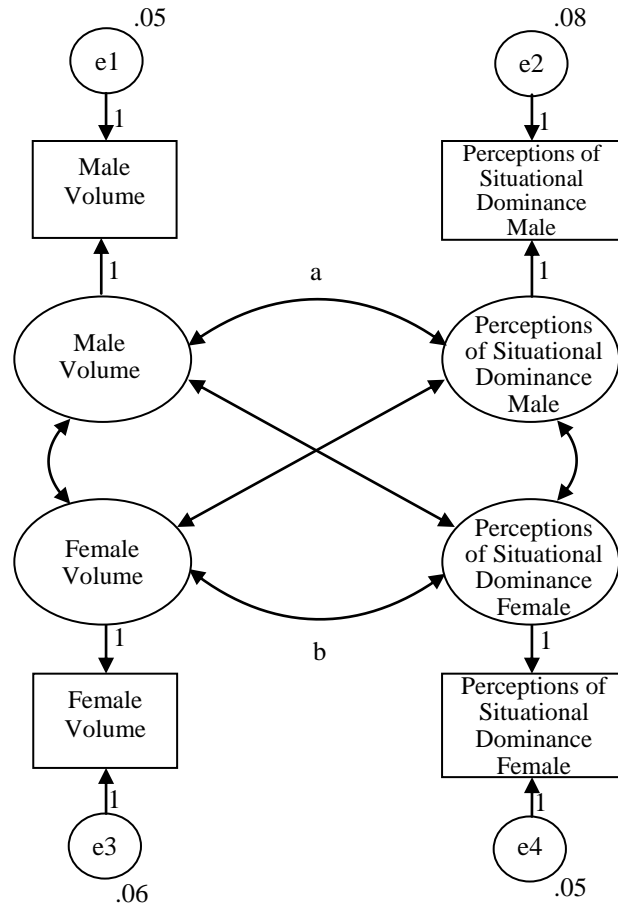 .05
.08
e1
e2
1
1
Male
Volume
Perceptions of
Situational
Dominance
Male
1
1
a
Male
Volume
Perceptions
of Situational
Dominance
Male
Female
Volume
Perceptions
of Situational
Dominance
Female
b
1
1
Female
Volume
Perceptions of
Situational
Dominance
Female
1
1
e3
e4
.06
.05